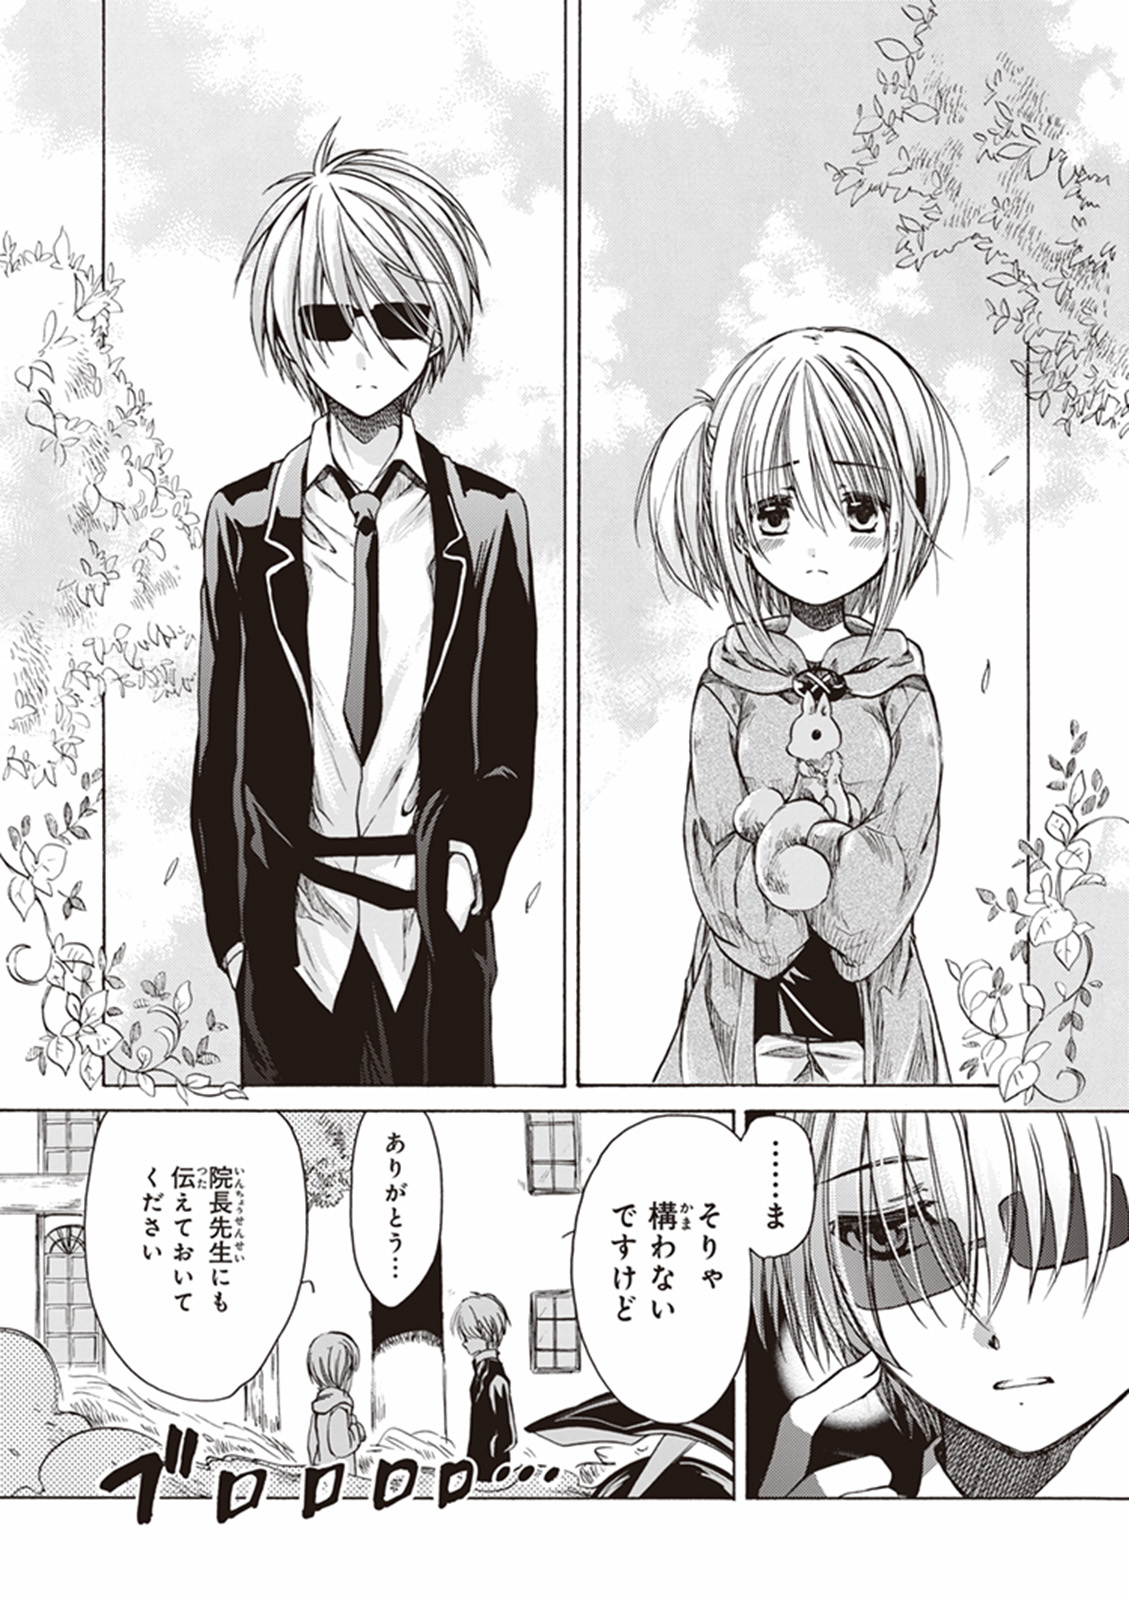 ……ま
そりゃ
構わない
ですけど
ありがとう…
院長先生にも
伝えておいて
ください
ブロロロロ…